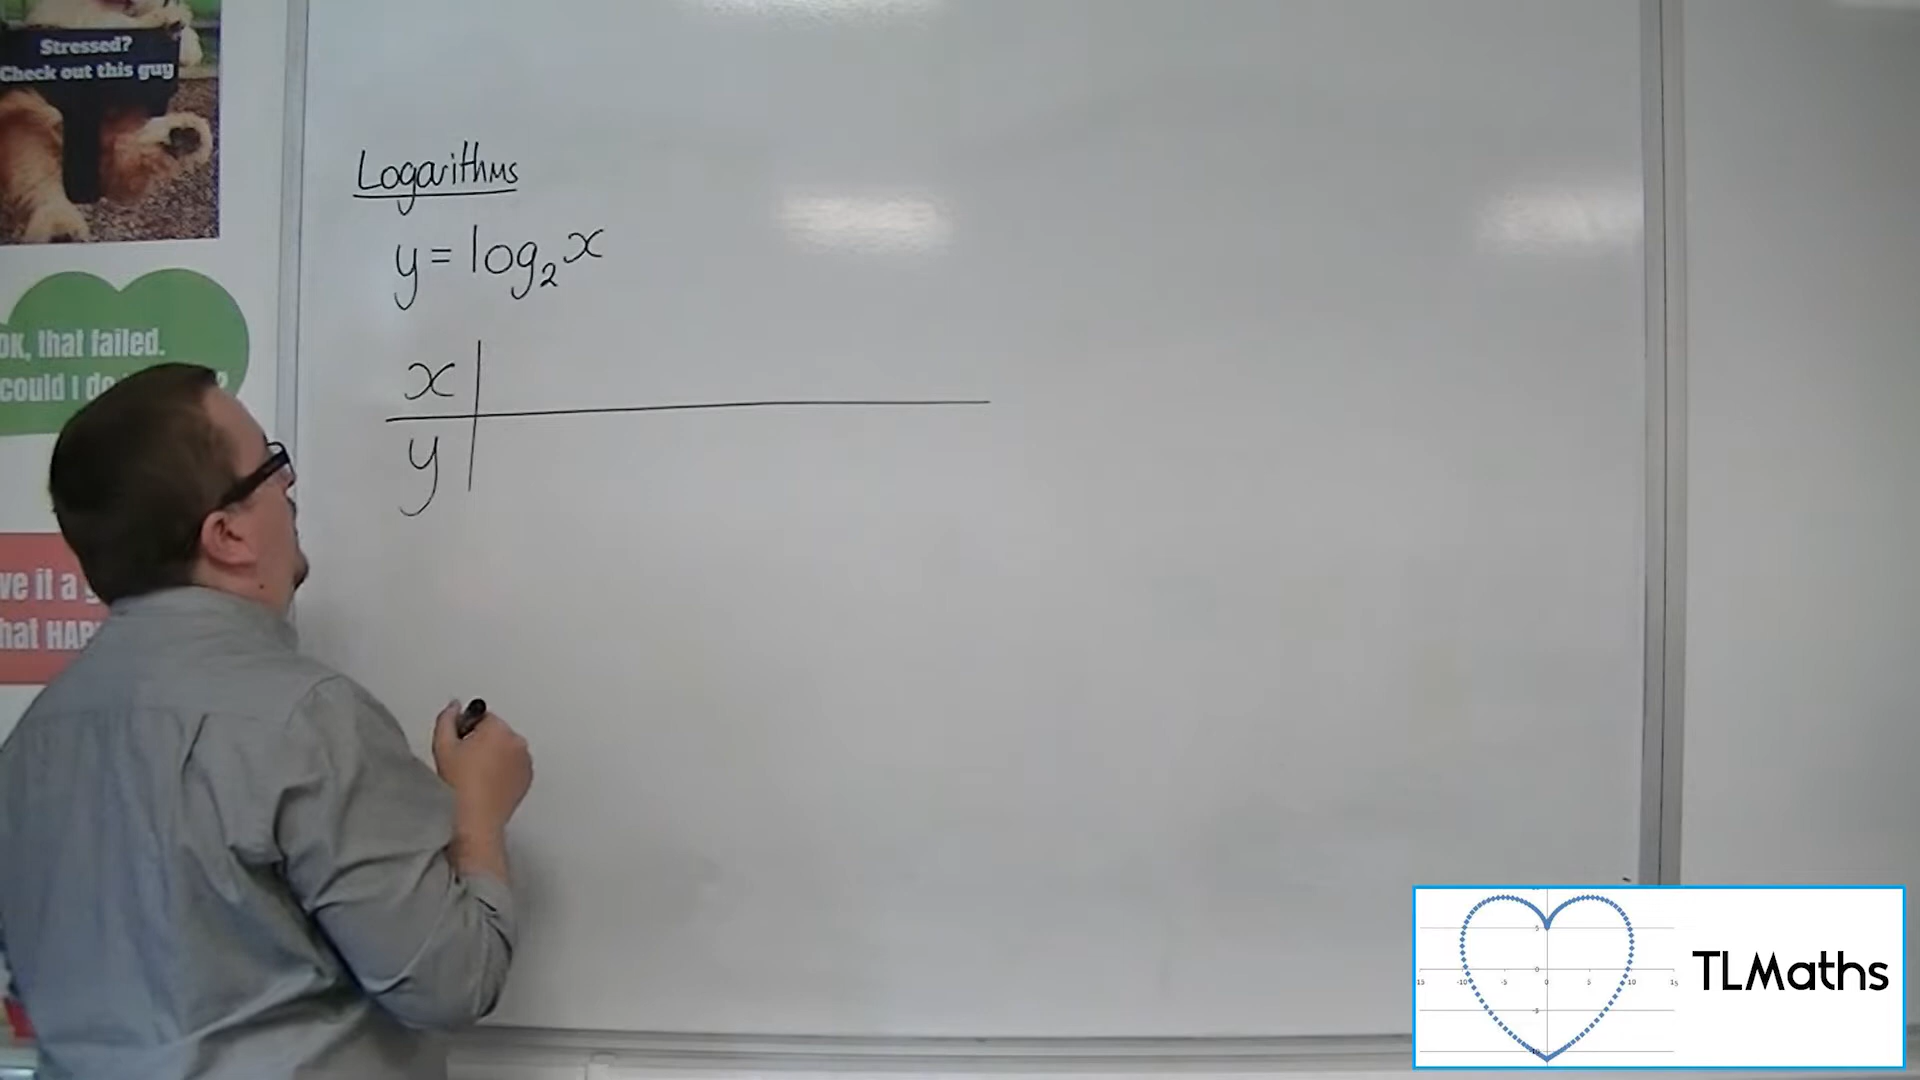 Stressed?
Check out this guy
Logarithms
y = log₂x
x
y
OK, that failed.
could I do
?
ve it a
hat HAP
TLMaths